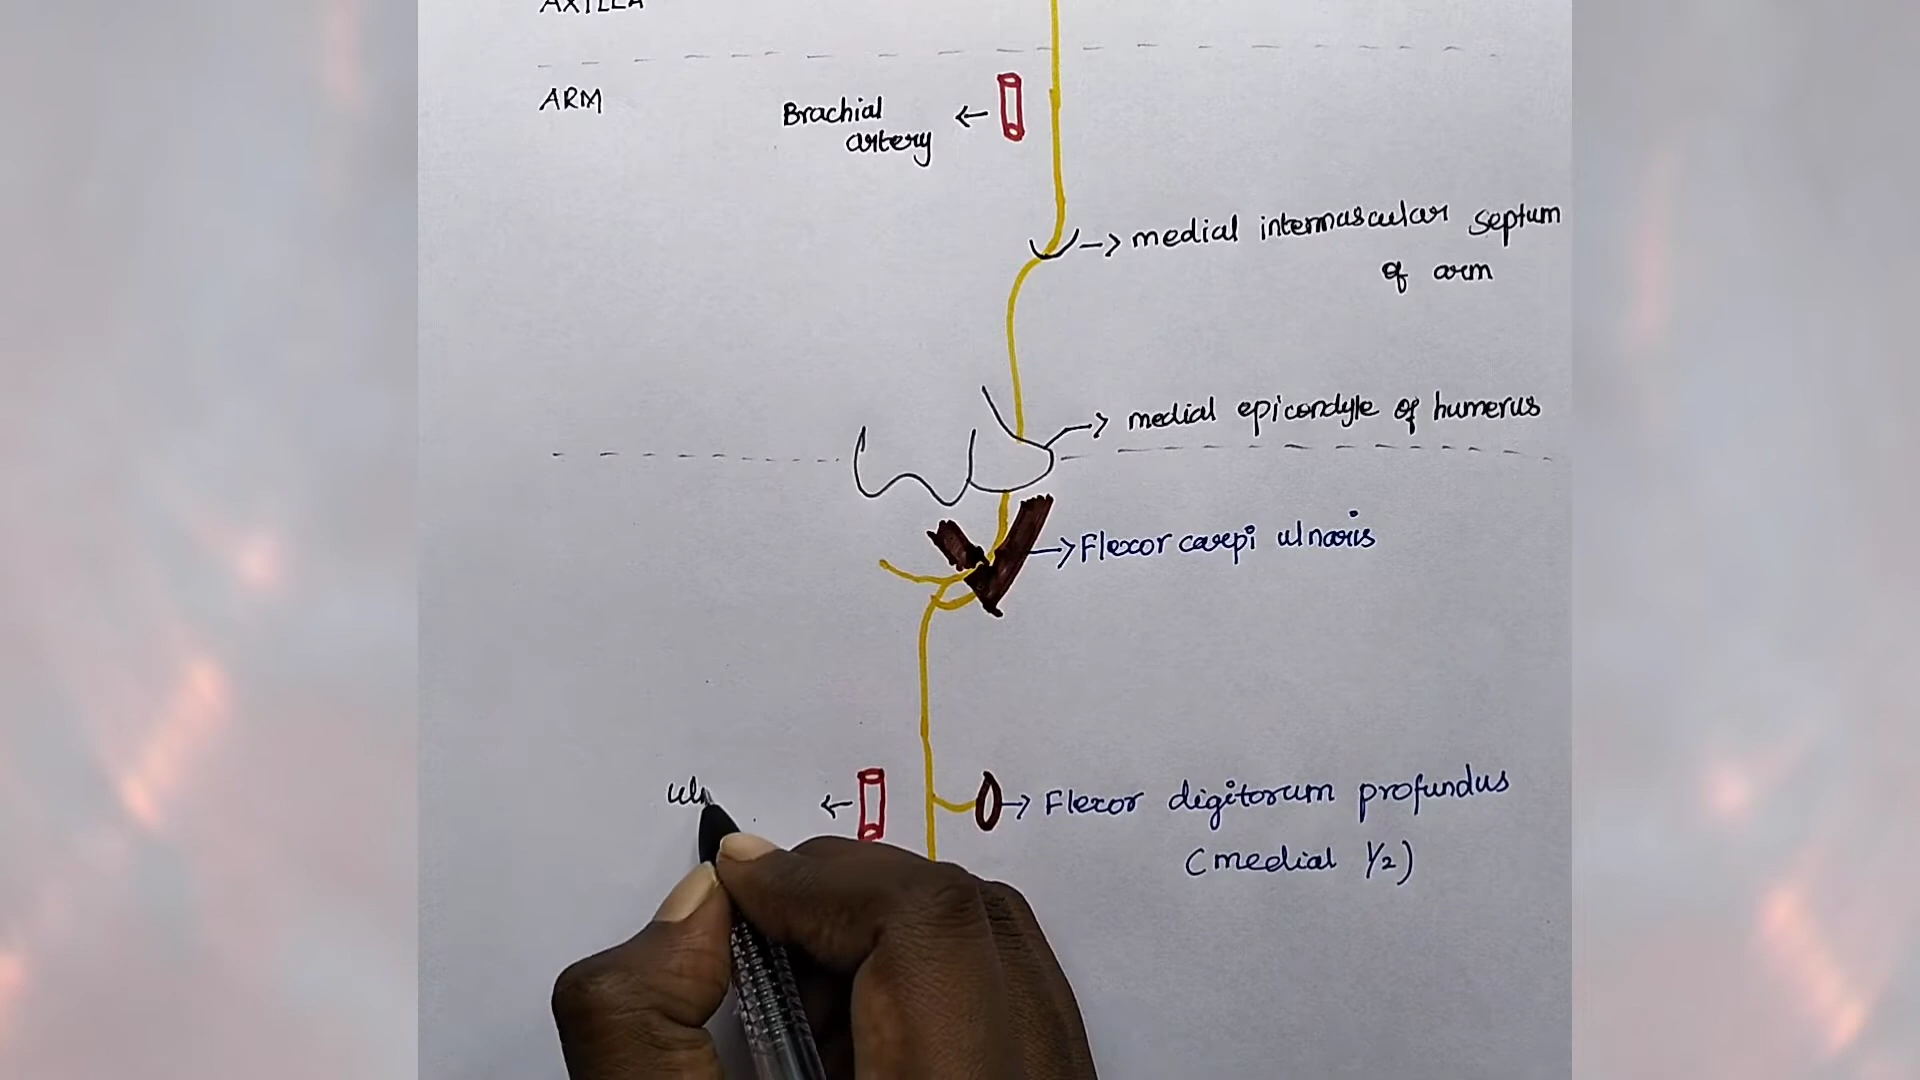 AXILLA
ARM
Brachial
artery
medial intermuscular septum
of arm
medial epicondyle of humerus
Flexor carpi ulnaris
uln
Flexor digitorum profundus
(medial 1/2)